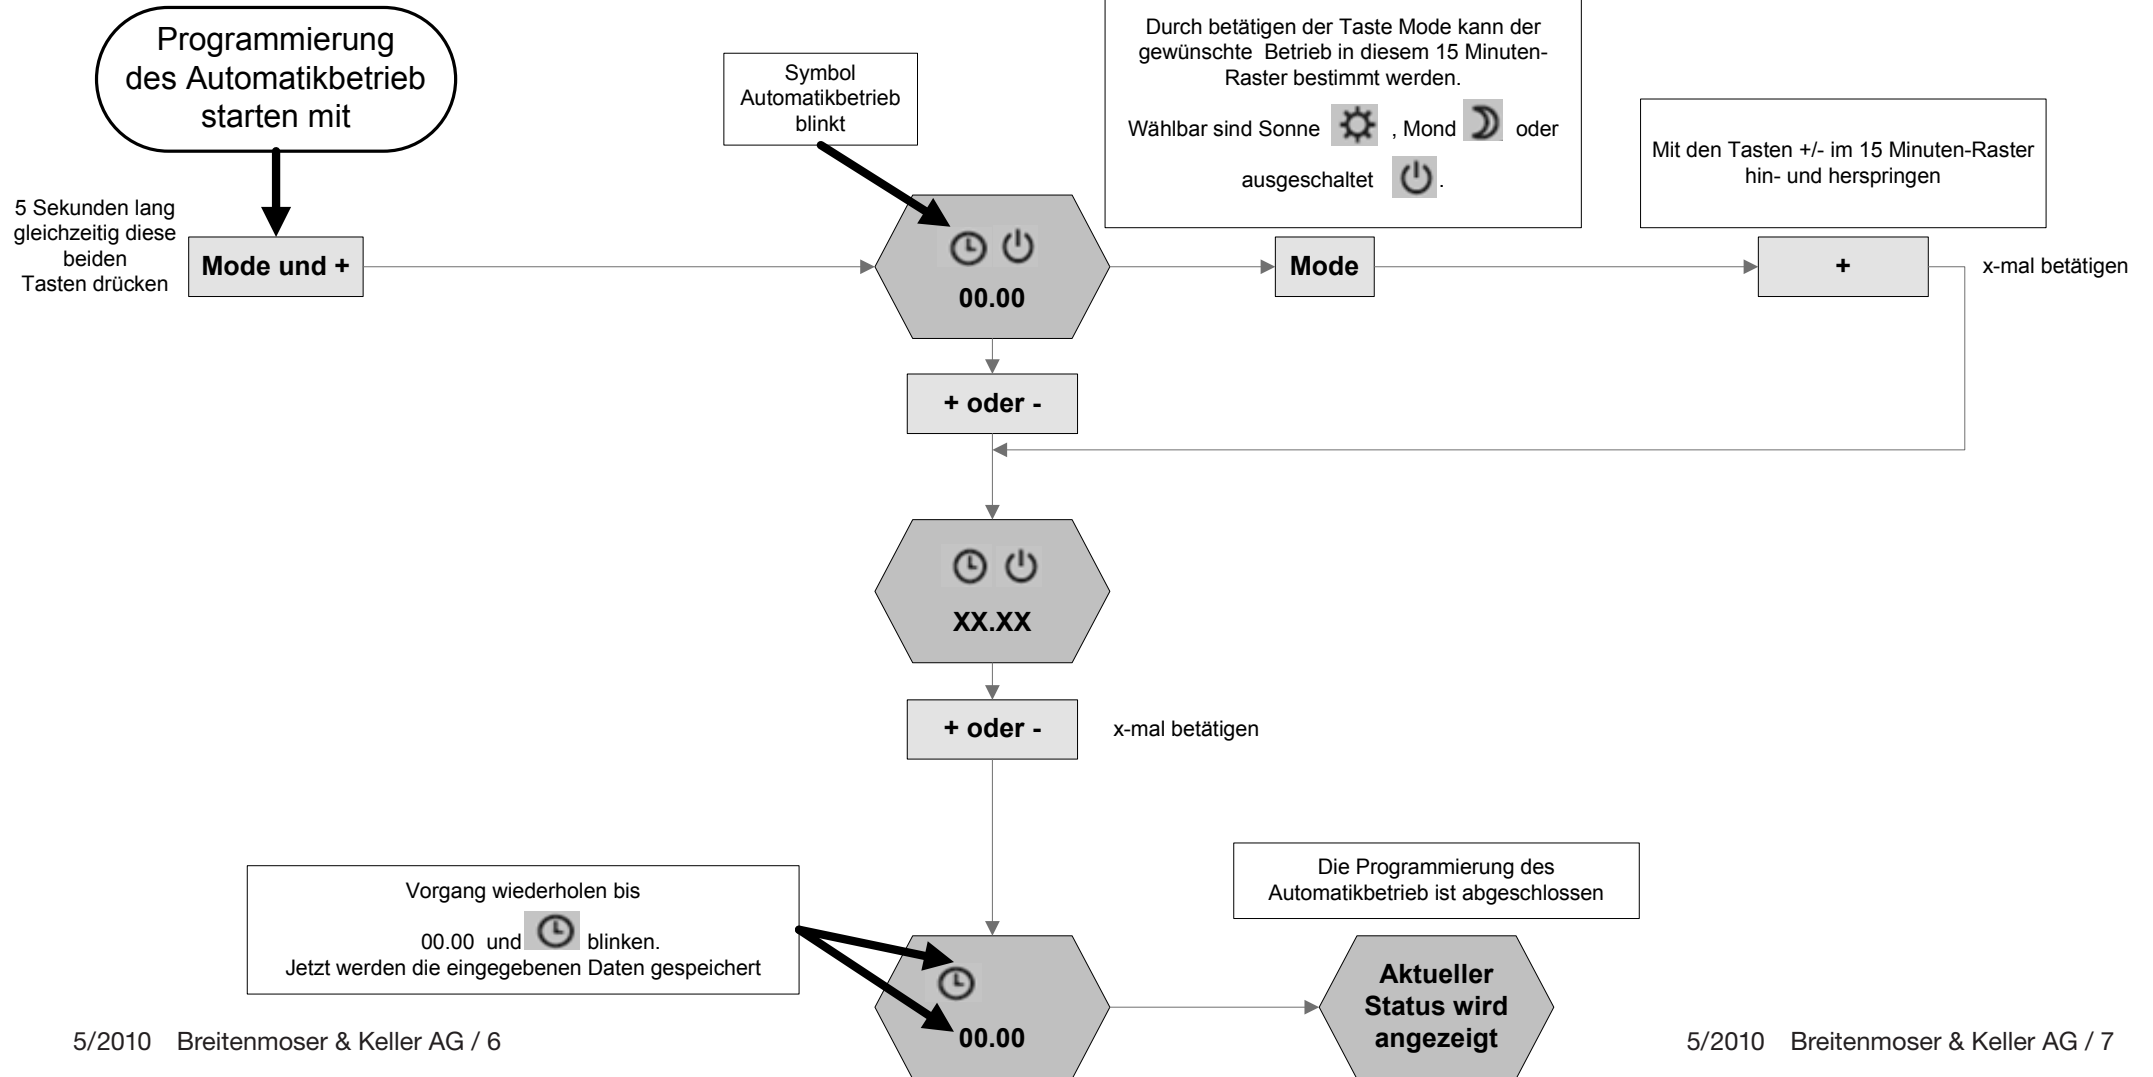 Programmierung
des Automatikbetrieb
starten mit
5 Sekunden lang
gleichzeitig diese
beiden
Tasten drücken
Mode und +
Symbol
Automatikbetrieb
blinkt
00.00
Durch betätigen der Taste Mode kann der
gewünschte Betrieb in diesem 15 Minuten-
Raster bestimmt werden.
Wählbar sind Sonne , Mond oder
ausgeschaltet .
Mode
Mit den Tasten +/- im 15 Minuten-Raster
hin- und herspringen
+
x-mal betätigen
+ oder -
XX.XX
+ oder -
x-mal betätigen
Vorgang wiederholen bis
00.00 und blinken.
Jetzt werden die eingegebenen Daten gespeichert
00.00
Die Programmierung des
Automatikbetrieb ist abgeschlossen
Aktueller
Status wird
angezeigt
5/2010 Breitenmoser & Keller AG / 6
5/2010 Breitenmoser & Keller AG / 7